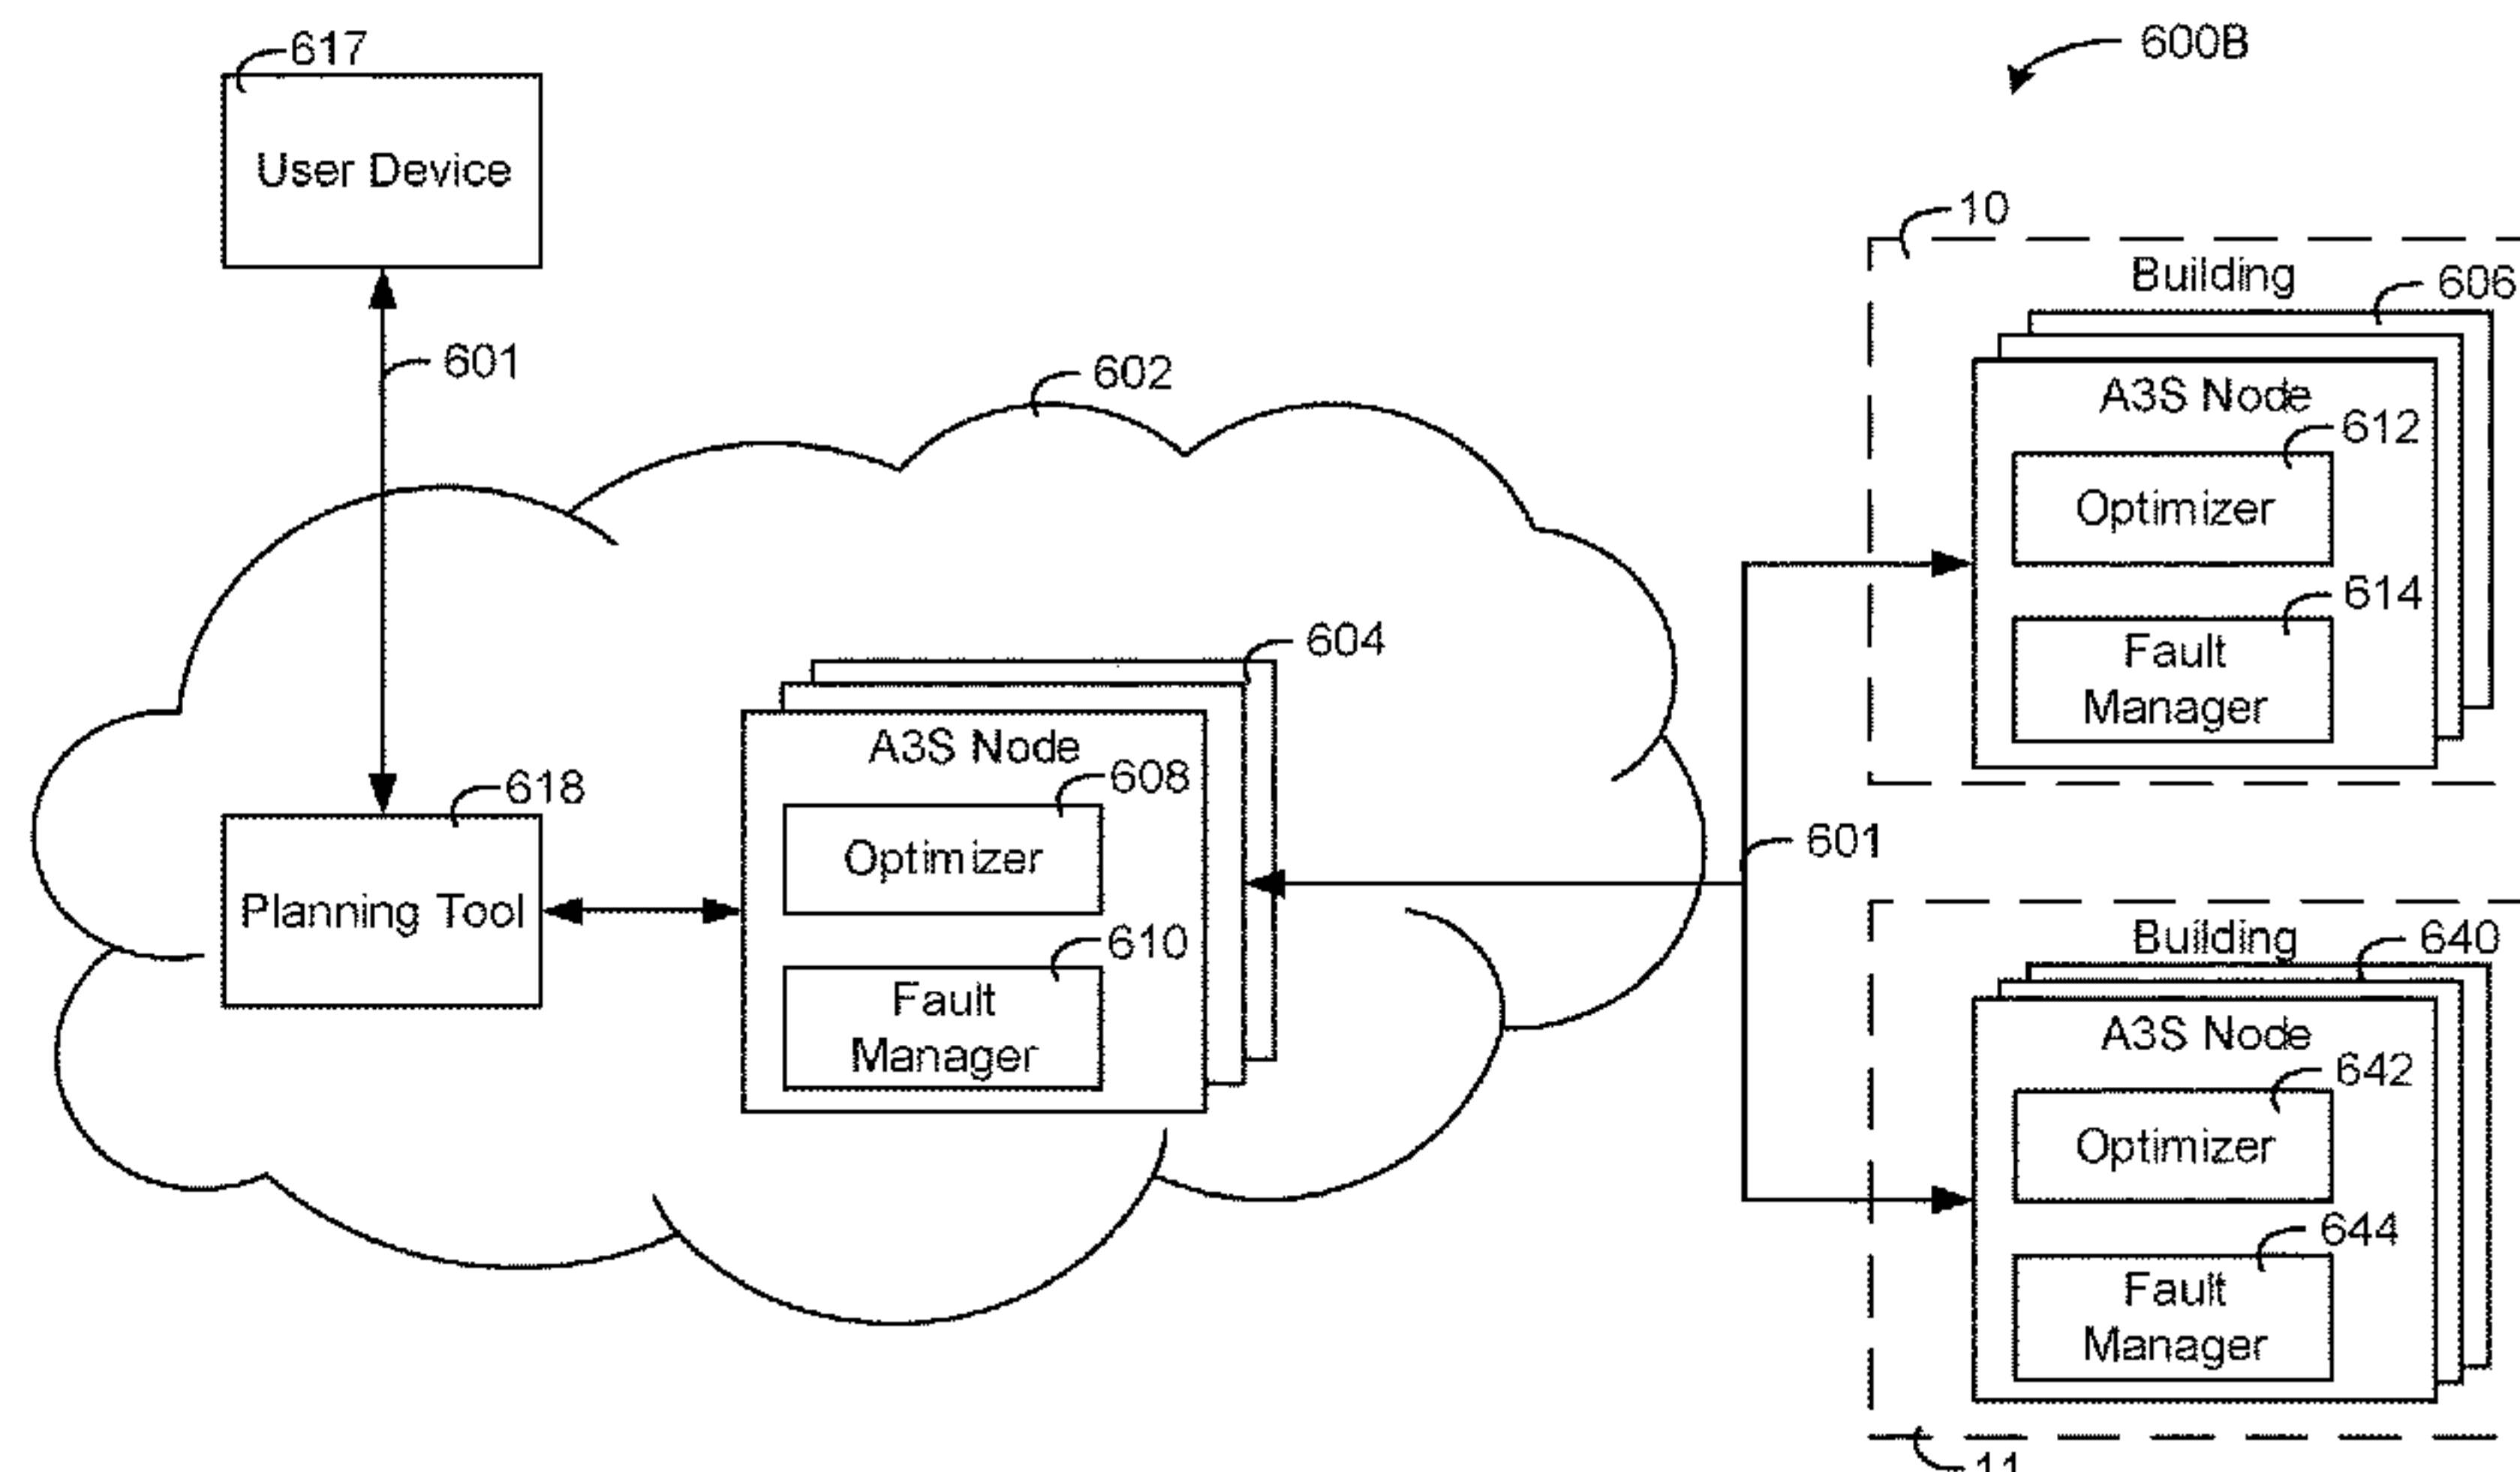 617
600B
User Device
10
Building
606
601
602
A3S Node
612
Optimizer
614
Fault
Manager
604
A3S Node
608
Optimizer
618
Planning Tool
610
Fault
Manager
601
Building
640
A3S Node
642
Optimizer
644
Fault
Manager
11